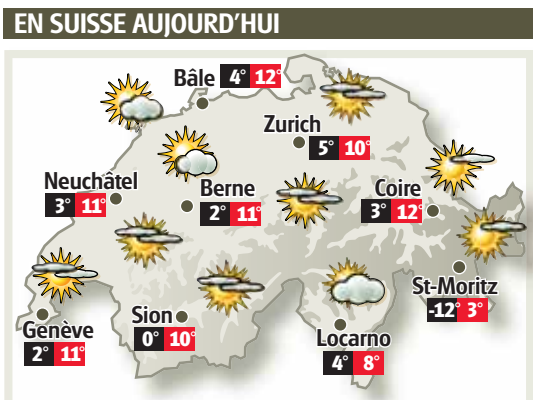 EN SUISSE AUJOURD'HUI
Bâle 4° 12°
Zurich
5° 10°
Neuchâtel
3° 11°
Berne
2° 11°
Coire
3° 12°
St-Moritz
-12° 3°
Sion
0° 10°
Genève
2° 11°
Locarno
4° 8°